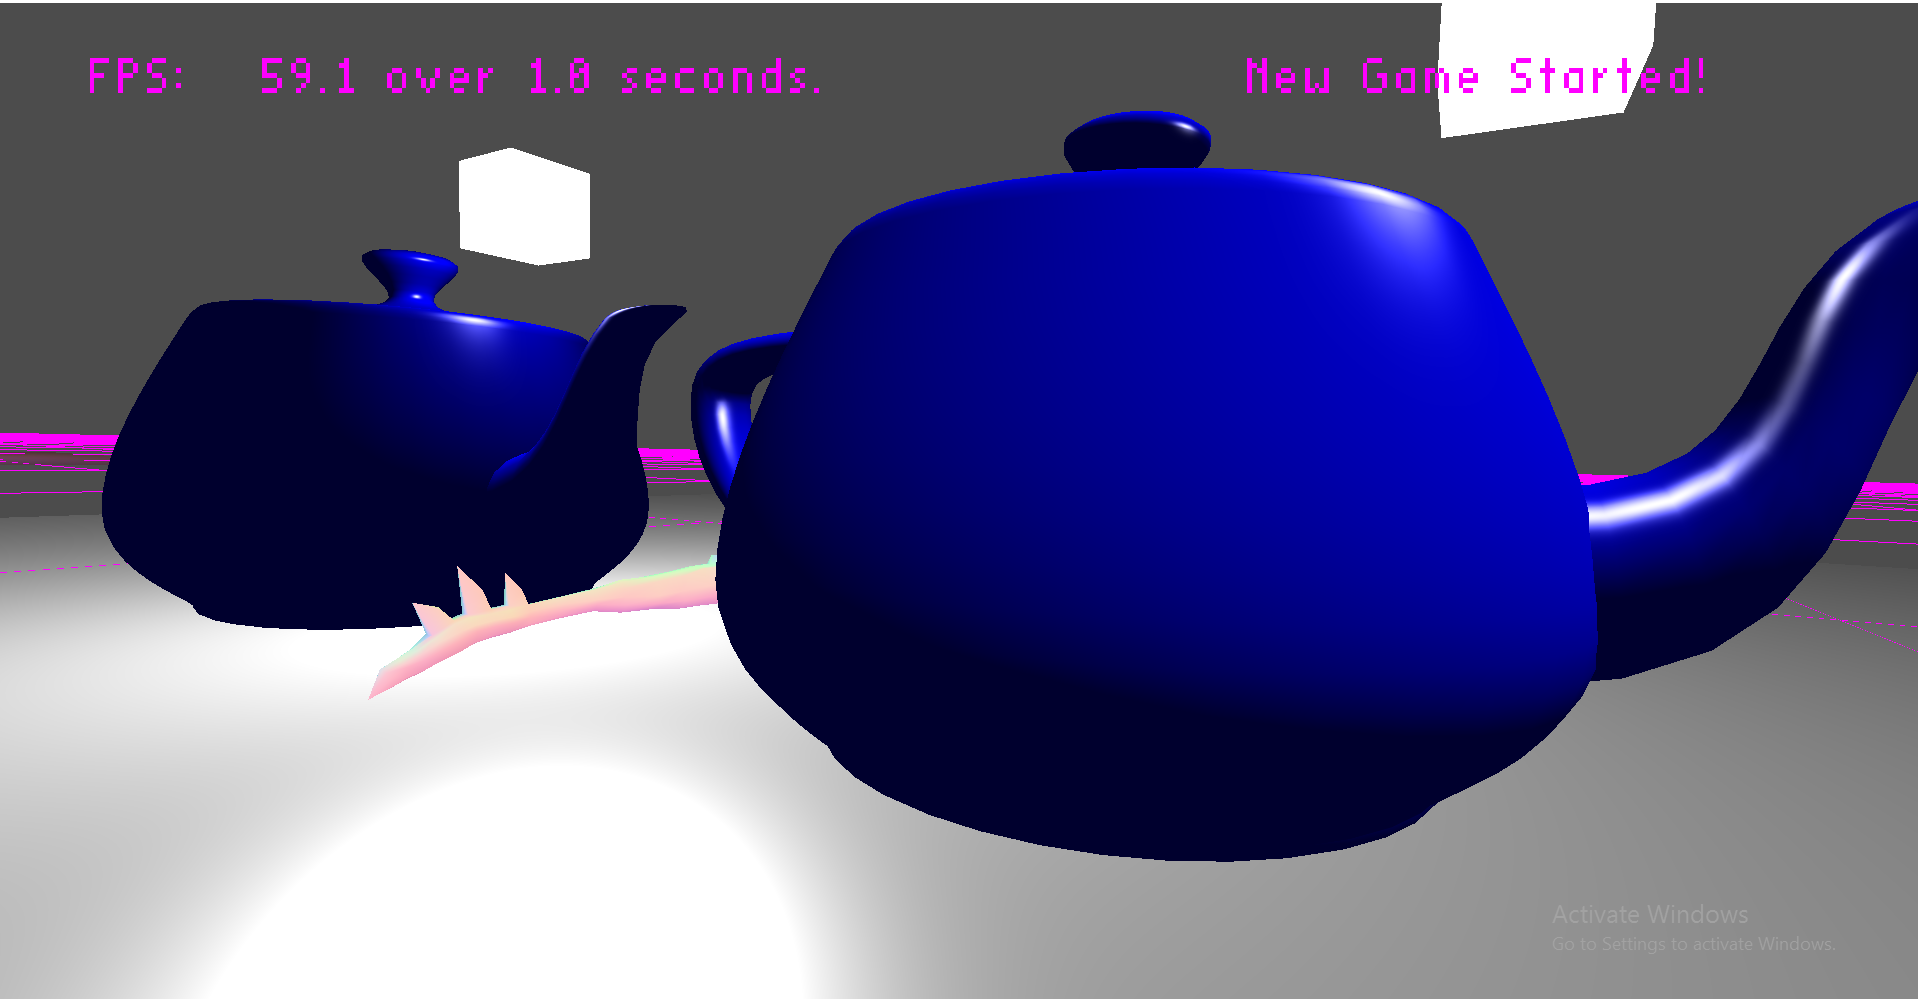 FPS: 59.1 over 1.0 seconds.
New Game Started!
Activate Windows
Go to Settings to activate Windows.